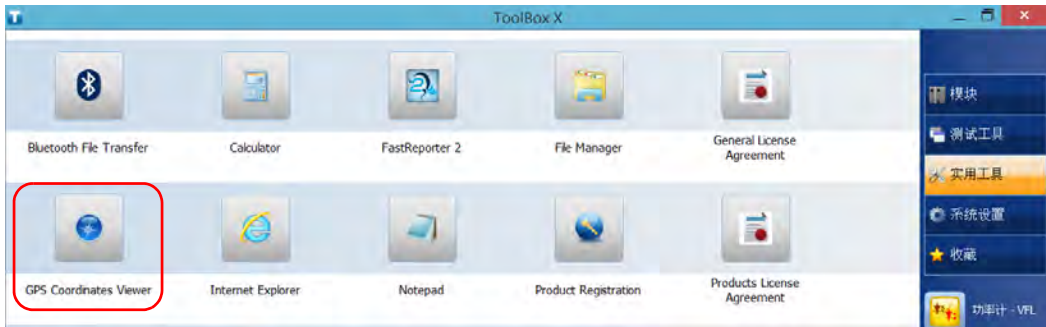 ToolBox X
Bluetooth File Transfer
Calculator
FastReporter 2
File Manager
General License
Agreement
GPS Coordinates Viewer
Internet Explorer
Notepad
Product Registration
Products License
Agreement
模块
测试工具
实用工具
系统设置
收藏
功率计 - VFL